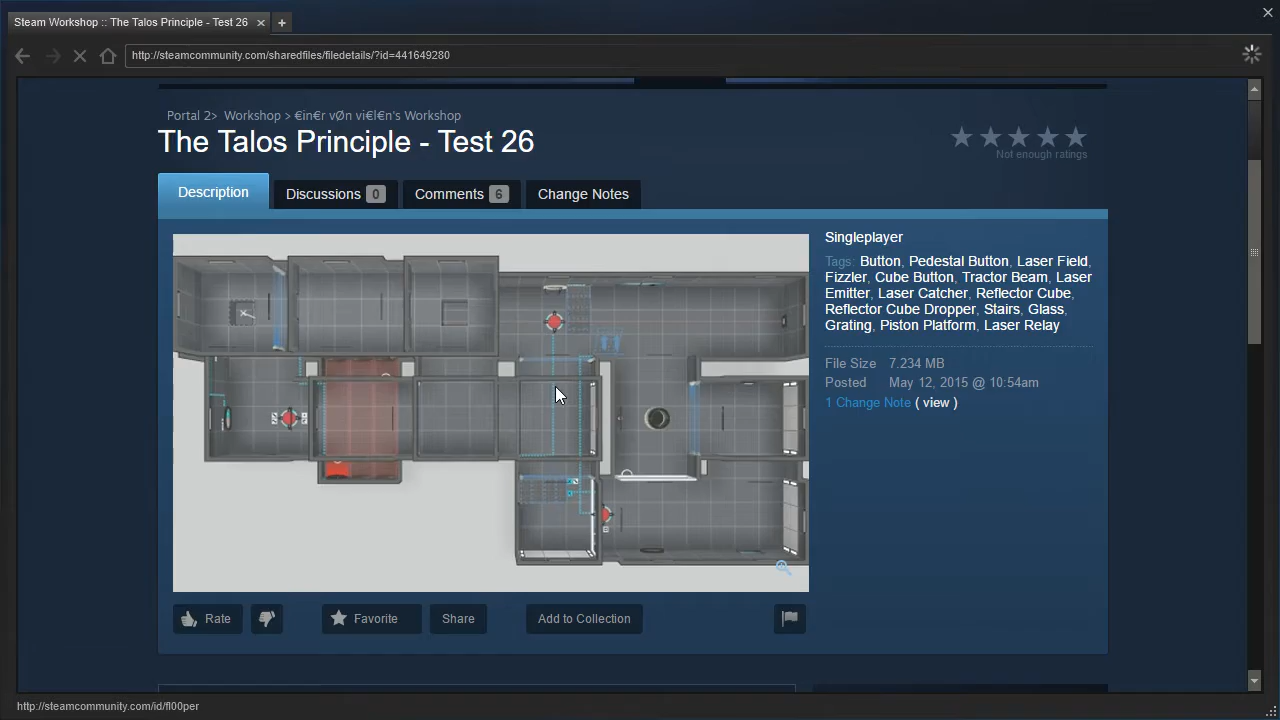 Steam Workshop :: The Talos Principle - Test 26
http://steamcommunity.com/sharedfiles/filedetails/?id=441649280
Portal 2> Workshop > €in€r vØn vi€l€n's Workshop
The Talos Principle - Test 26
Not enough ratings
Description
Discussions 0
Comments 6
Change Notes
Singleplayer
Tags: Button, Pedestal Button, Laser Field,
Fizzler, Cube Button, Tractor Beam, Laser
Emitter, Laser Catcher, Reflector Cube,
Reflector Cube Dropper, Stairs, Glass,
Grating, Piston Platform, Laser Relay
File Size 7.234 MB
Posted May 12, 2015 @ 10:54am
1 Change Note ( view )
Rate
Favorite
Share
Add to Collection
http://steamcommunity.com/id/fl00per